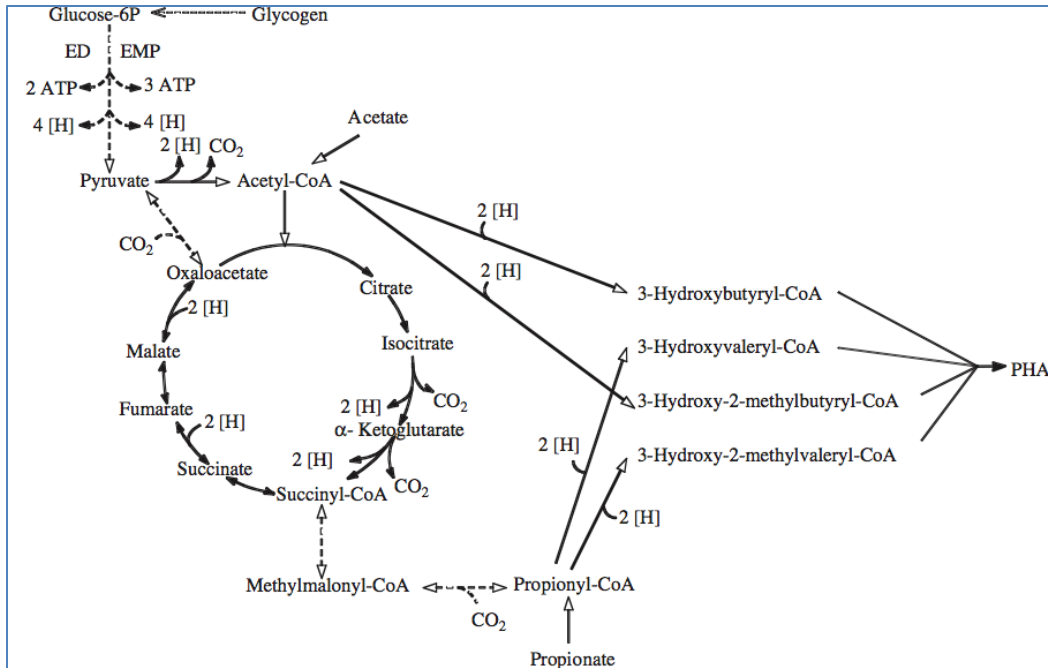 Glucose-6P
Glycogen
ED EMP
2 ATP 3 ATP
4 [H] 4 [H]
2 [H] CO2
Acetate
Pyruvate
Acetyl-CoA
2 [H]
CO2
2 [H]
Oxaloacetate
Citrate
3-Hydroxybutyryl-CoA
2 [H]
Malate
Isocitrate
3-Hydroxyvaleryl-CoA
PHA
Fumarate
2 [H]
CO2
3-Hydroxy-2-methylbutyryl-CoA
2 [H]
α- Ketoglutarate
Succinate
2 [H]
2 [H]
3-Hydroxy-2-methylvaleryl-CoA
Succinyl-CoA
CO2
2 [H]
Methylmalonyl-CoA
Propionyl-CoA
CO2
Propionate